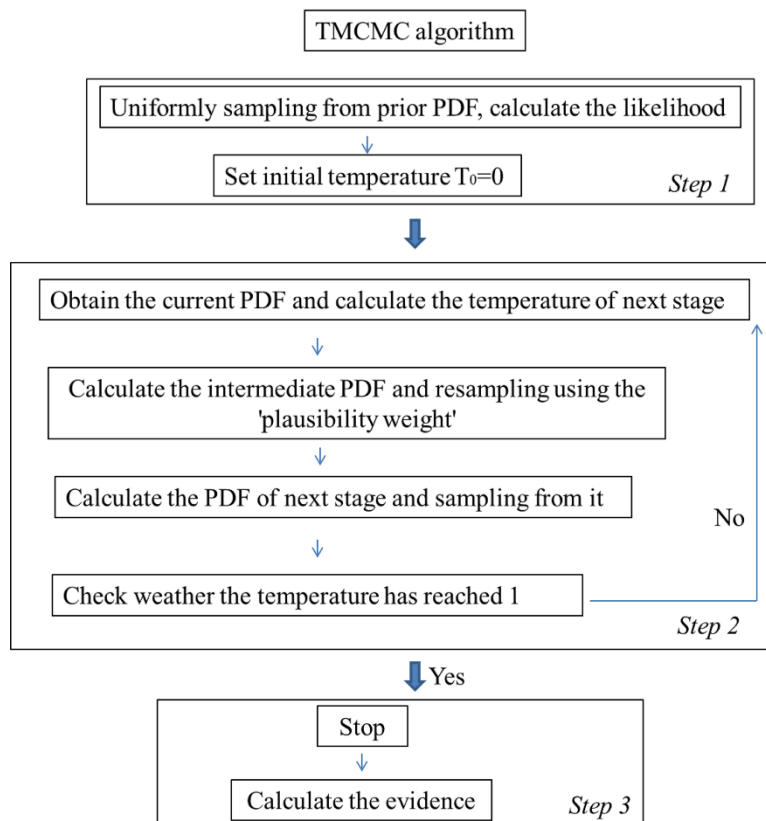 TMCMC algorithm
Uniformly sampling from prior PDF, calculate the likelihood
Set initial temperature T₀=0
Step 1
Obtain the current PDF and calculate the temperature of next stage
Calculate the intermediate PDF and resampling using the
'plausibility weight'
Calculate the PDF of next stage and sampling from it
No
Check weather the temperature has reached 1
Step 2
Yes
Stop
Calculate the evidence
Step 3